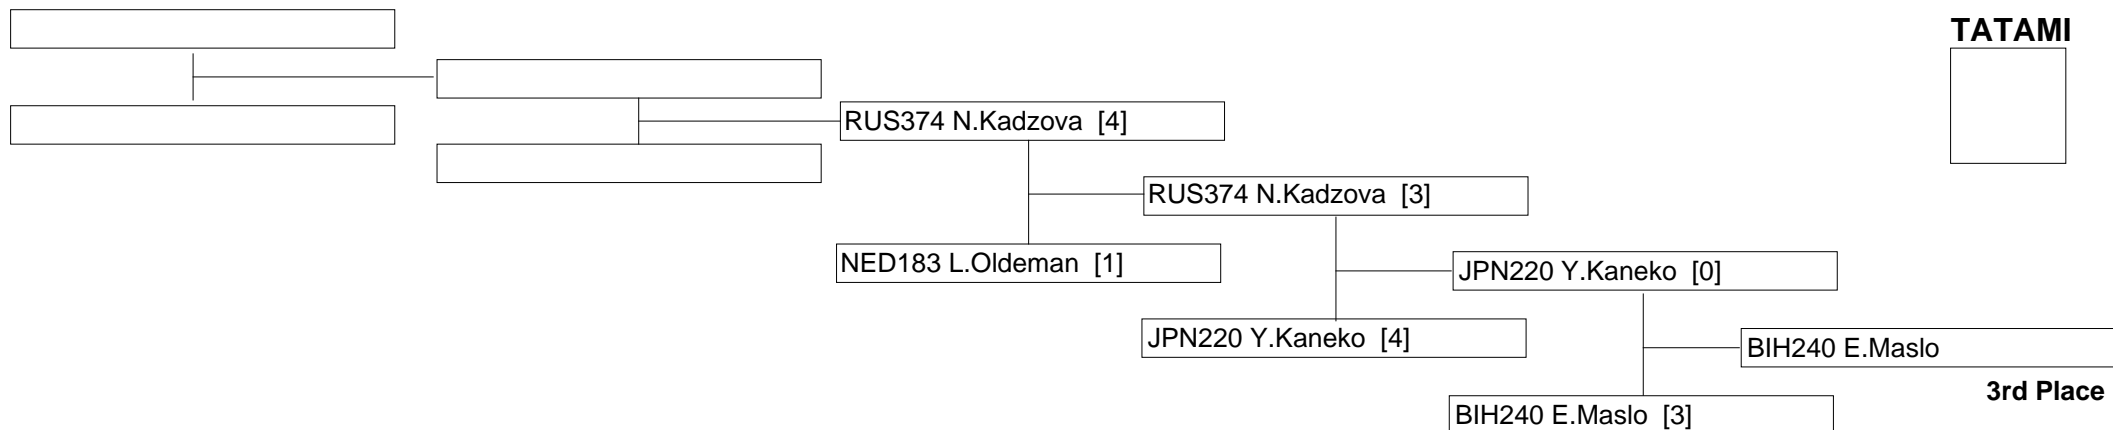 TATAMI
RUS374 N.Kadzova [4]
RUS374 N.Kadzova [3]
NED183 L.Oldeman [1]
JPN220 Y.Kaneko [0]
JPN220 Y.Kaneko [4]
BIH240 E.Maslo
3rd Place
BIH240 E.Maslo [3]